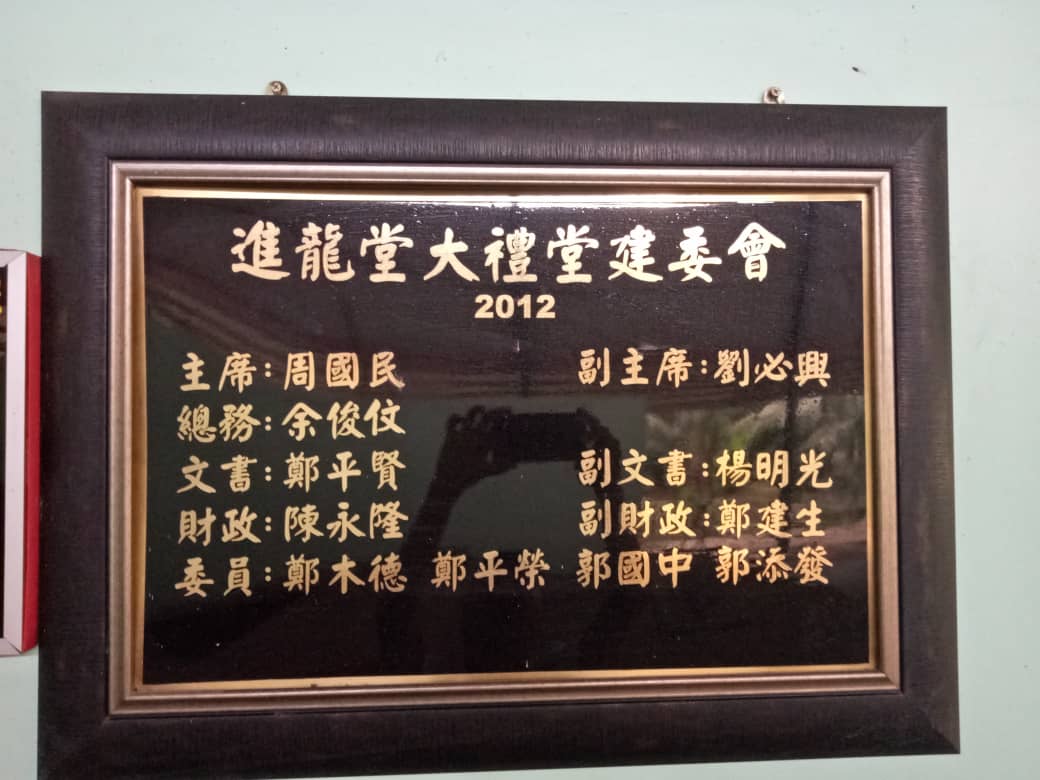 進龍堂大禮堂建委會
2012
主席：周國民 副主席：劉必興
總務：余俊伩
文書：鄭平賢 副文書：楊明光
財政：陳永隆 副財政：鄭建生
委員：鄭木德 鄭平榮 郭國中 郭添發